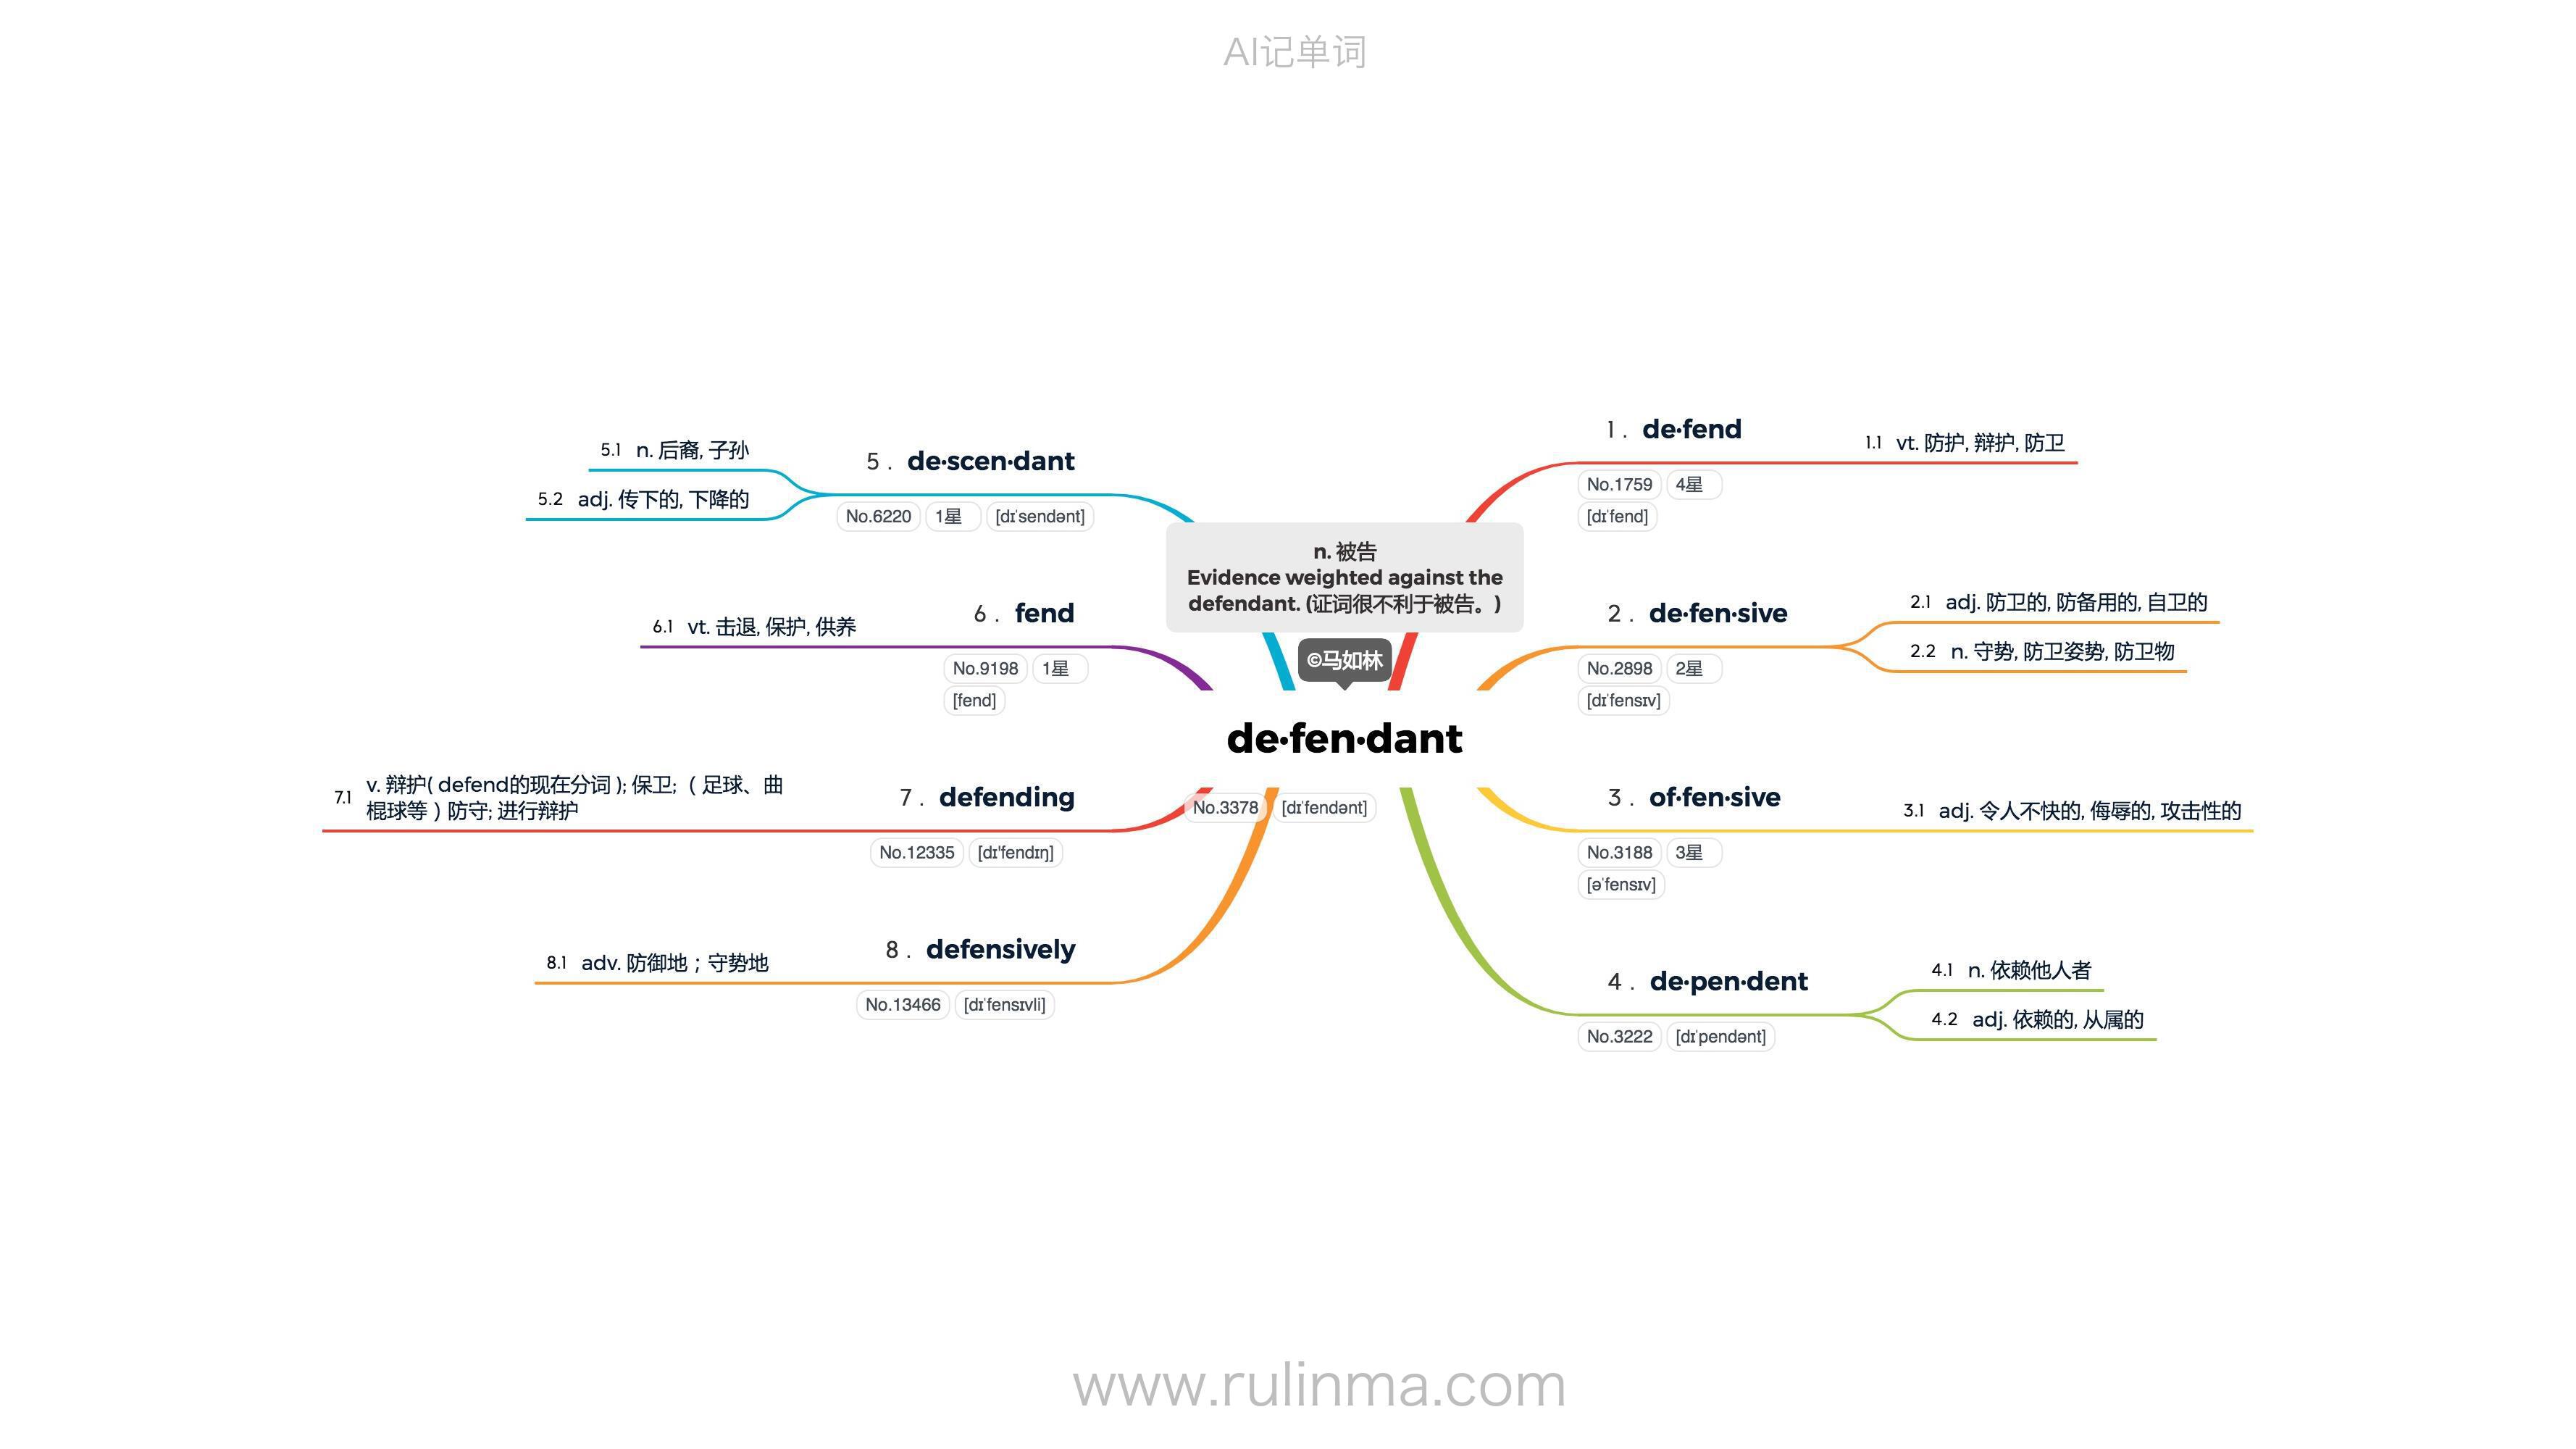 AI记单词
n. 被告
Evidence weighted against the
defendant. (证词很不利于被告。)
©马如林
de·fen·dant
No.3378 [dɪˈfendənt]
1 . de·fend
No.1759 4星
[dɪˈfend]
1.1 vt. 防护, 辩护, 防卫
2 . de·fen·sive
No.2898 2星
[dɪˈfensɪv]
2.1 adj. 防卫的, 防备用的, 自卫的
2.2 n. 守势, 防卫姿势, 防卫物
3 . of·fen·sive
No.3188 3星
[əˈfensɪv]
3.1 adj. 令人不快的, 侮辱的, 攻击性的
4 . de·pen·dent
No.3222 [dɪˈpendənt]
4.1 n. 依赖他人者
4.2 adj. 依赖的, 从属的
5 . de·scen·dant
No.6220 1星 [dɪˈsendənt]
5.1 n. 后裔, 子孙
5.2 adj. 传下的, 下降的
6 . fend
No.9198 1星
[fend]
6.1 vt. 击退, 保护, 供养
7 . defending
No.12335 [dɪ'fendɪŋ]
7.1 v. 辩护( defend的现在分词 ); 保卫; （ 足球、曲
棍球等 ) 防守; 进行辩护
8 . defensively
No.13466 [dɪˈfensɪvli]
8.1 adv. 防御地；守势地
www.rulinma.com